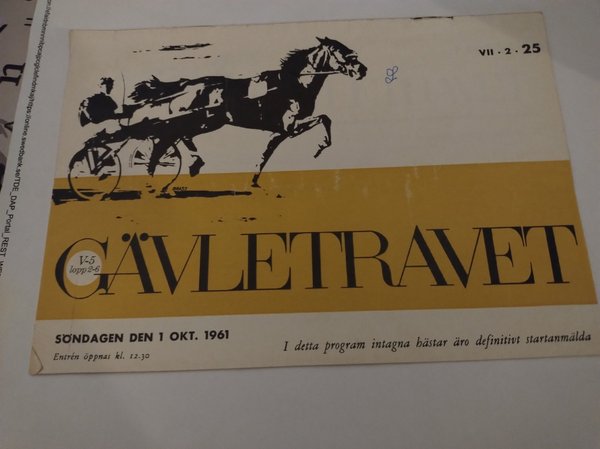 VII · 2 · 25
GÄVLETRAVET
V-5
lopp 2-6
SÖNDAGEN DEN 1 OKT. 1961
Entrén öppnas kl. 12.30
I detta program intagna hästar äro definitivt startanmälda